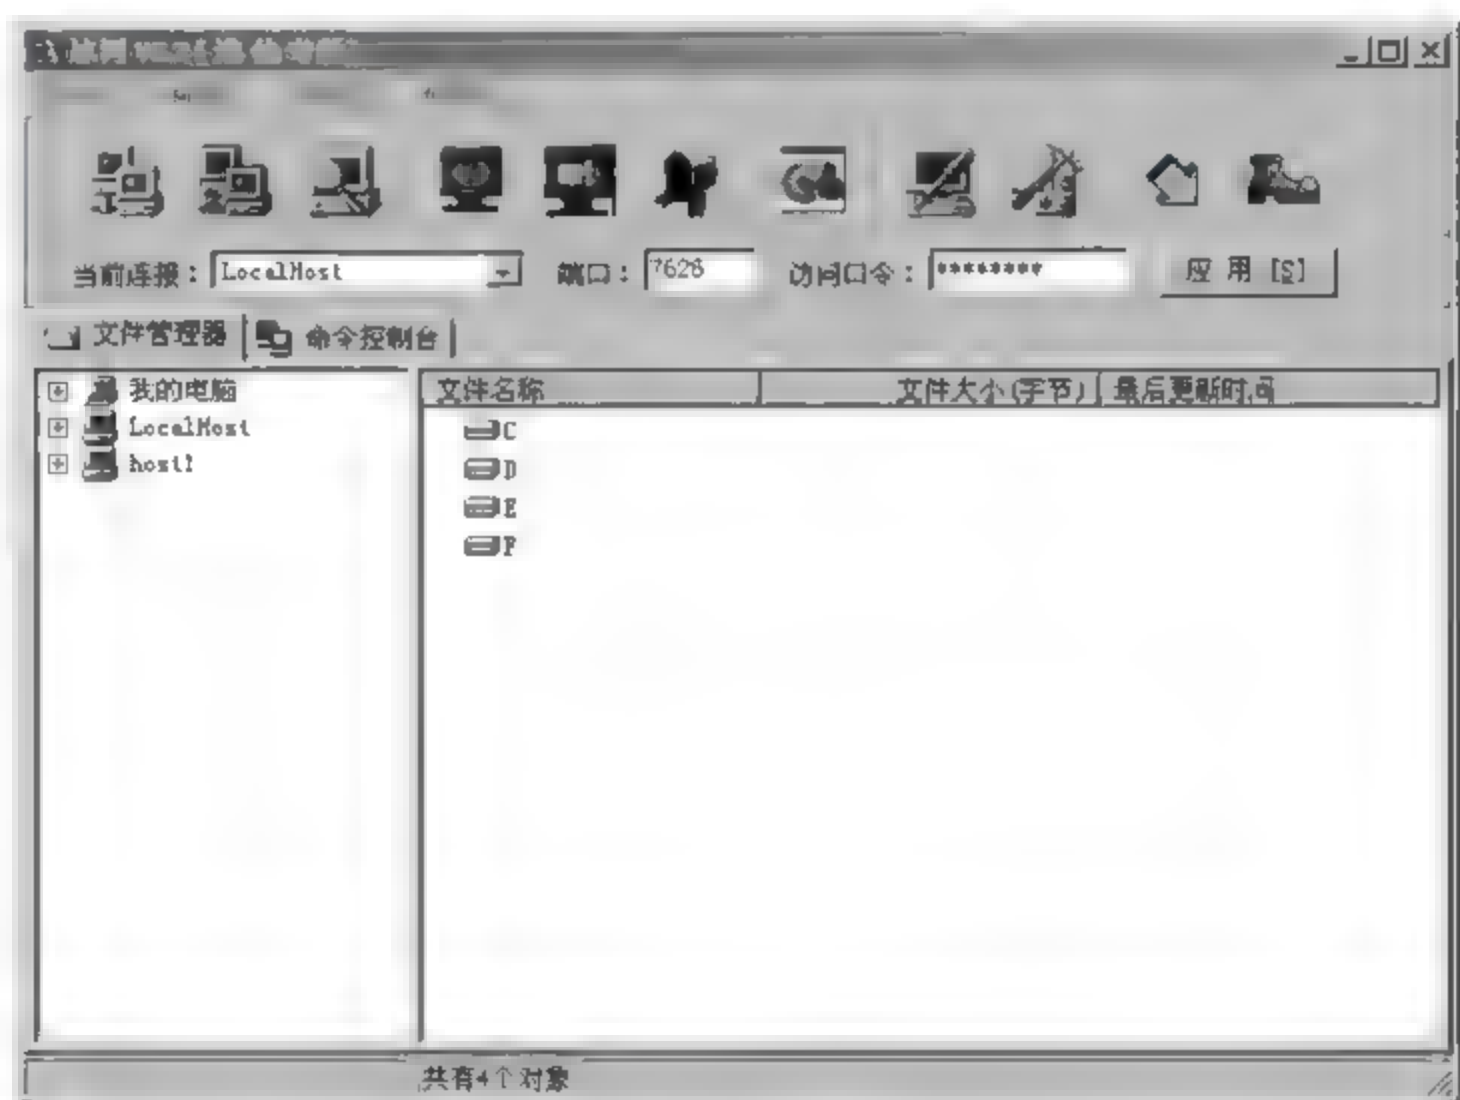 当前连接： LocalHost 端口： 7628 访问口令： ******** 应 用 [S]
文件管理器 命令控制台
我的电脑
LocalHost
host1
文件名称 文件大小(字节) 最后更新时间
C
D
E
F
共有4个对象